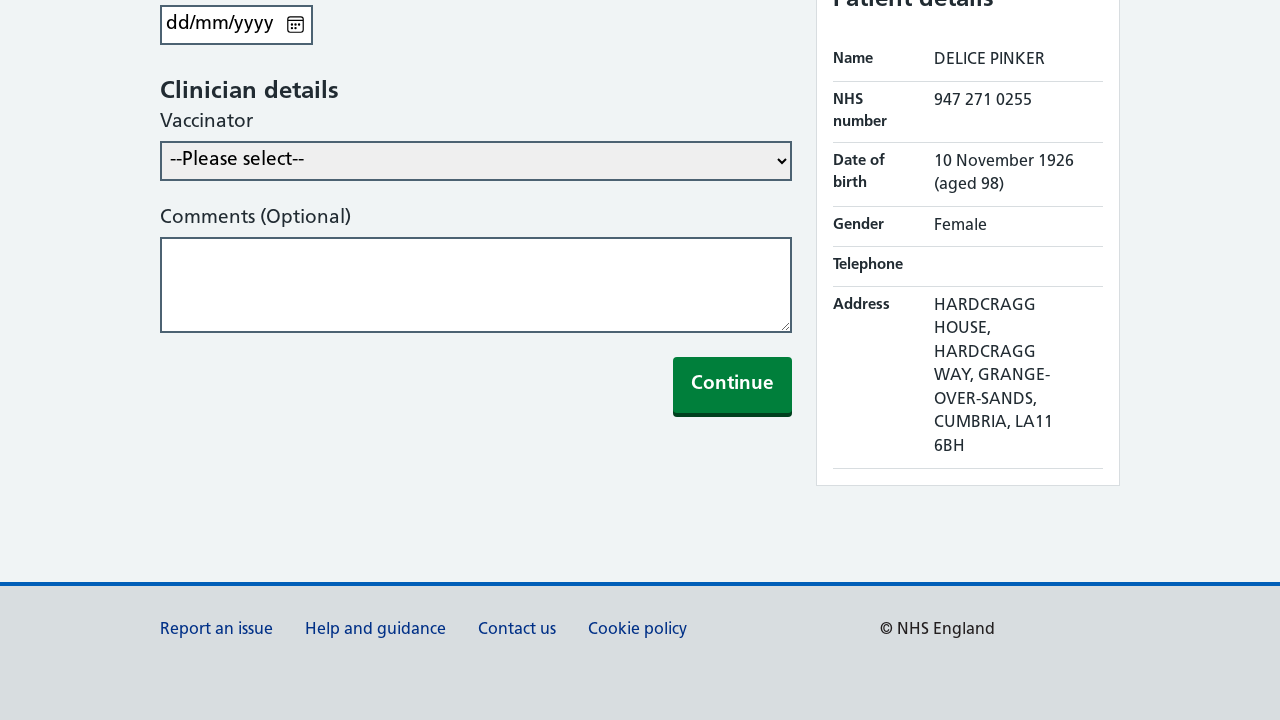 dd/mm/yyyy
Clinician details
Vaccinator
--Please select--
Comments (Optional)
Continue
Patient details
Name DELICE PINKER
NHS number 947 271 0255
Date of birth 10 November 1926 (aged 98)
Gender Female
Telephone
Address HARDCRAGG
HOUSE,
HARDCRAGG
WAY, GRANGE-
OVER-SANDS,
CUMBRIA, LA11
6BH
Report an issue Help and guidance Contact us Cookie policy © NHS England